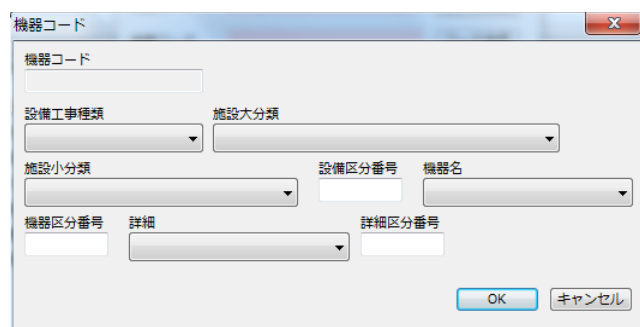 機器コード
機器コード
設備工事種類 施設大分類
施設小分類 設備区分番号 機器名
機器区分番号 詳細 詳細区分番号
OK キャンセル